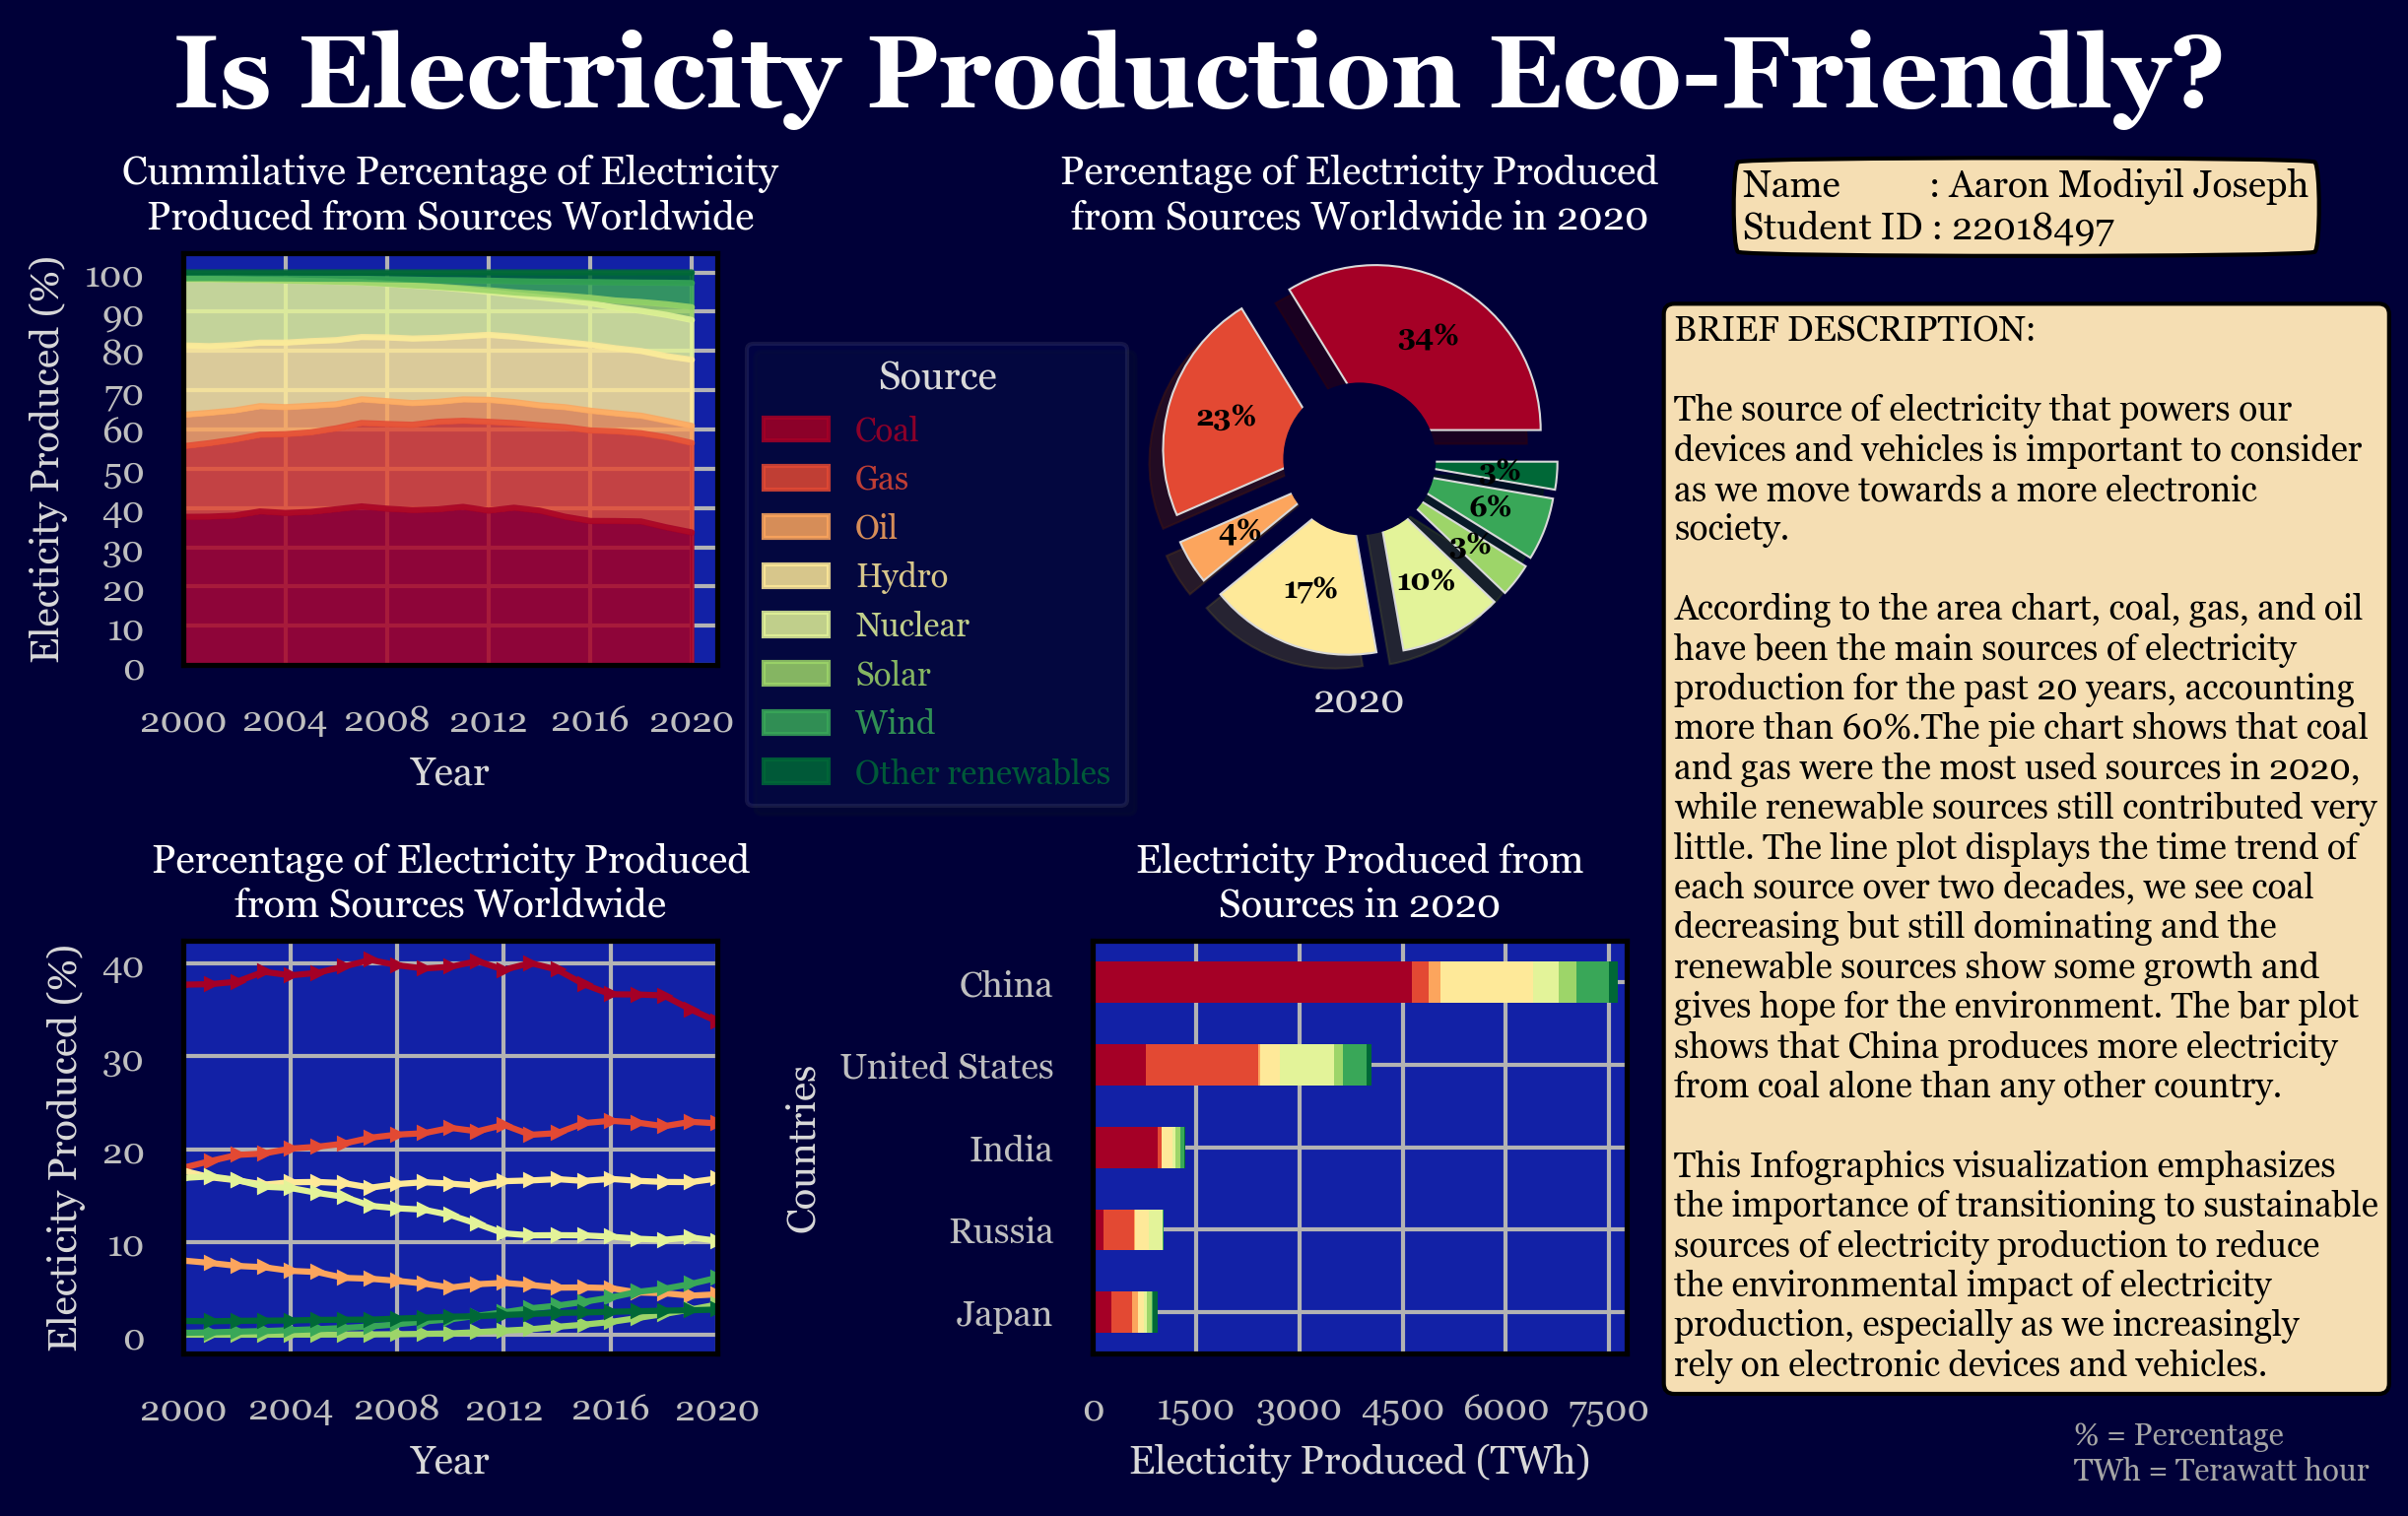 Is Electricity Production Eco-Friendly?
Cummilative Percentage of Electricity
Produced from Sources Worldwide
Electicity Produced (%)
100
90
80
70
60
50
40
30
20
10
0
2000 2004 2008 2012 2016 2020
Year
Source
Coal
Gas
Oil
Hydro
Nuclear
Solar
Wind
Other renewables
Percentage of Electricity Produced
from Sources Worldwide in 2020
34%
23%
4%
17%
10%
3%
6%
3%
2020
Name : Aaron Modiyil Joseph
Student ID : 22018497
BRIEF DESCRIPTION:
The source of electricity that powers our
devices and vehicles is important to consider
as we move towards a more electronic
society.
According to the area chart, coal, gas, and oil
have been the main sources of electricity
production for the past 20 years, accounting
more than 60%.The pie chart shows that coal
and gas were the most used sources in 2020,
while renewable sources still contributed very
little. The line plot displays the time trend of
each source over two decades, we see coal
decreasing but still dominating and the
renewable sources show some growth and
gives hope for the environment. The bar plot
shows that China produces more electricity
from coal alone than any other country.
This Infographics visualization emphasizes
the importance of transitioning to sustainable
sources of electricity production to reduce
the environmental impact of electricity
production, especially as we increasingly
rely on electronic devices and vehicles.
Percentage of Electricity Produced
from Sources Worldwide
Electicity Produced (%)
40
30
20
10
0
2000 2004 2008 2012 2016 2020
Year
Electricity Produced from
Sources in 2020
Countries
China
United States
India
Russia
Japan
0 1500 3000 4500 6000 7500
Electicity Produced (TWh)
% = Percentage
TWh = Terawatt hour